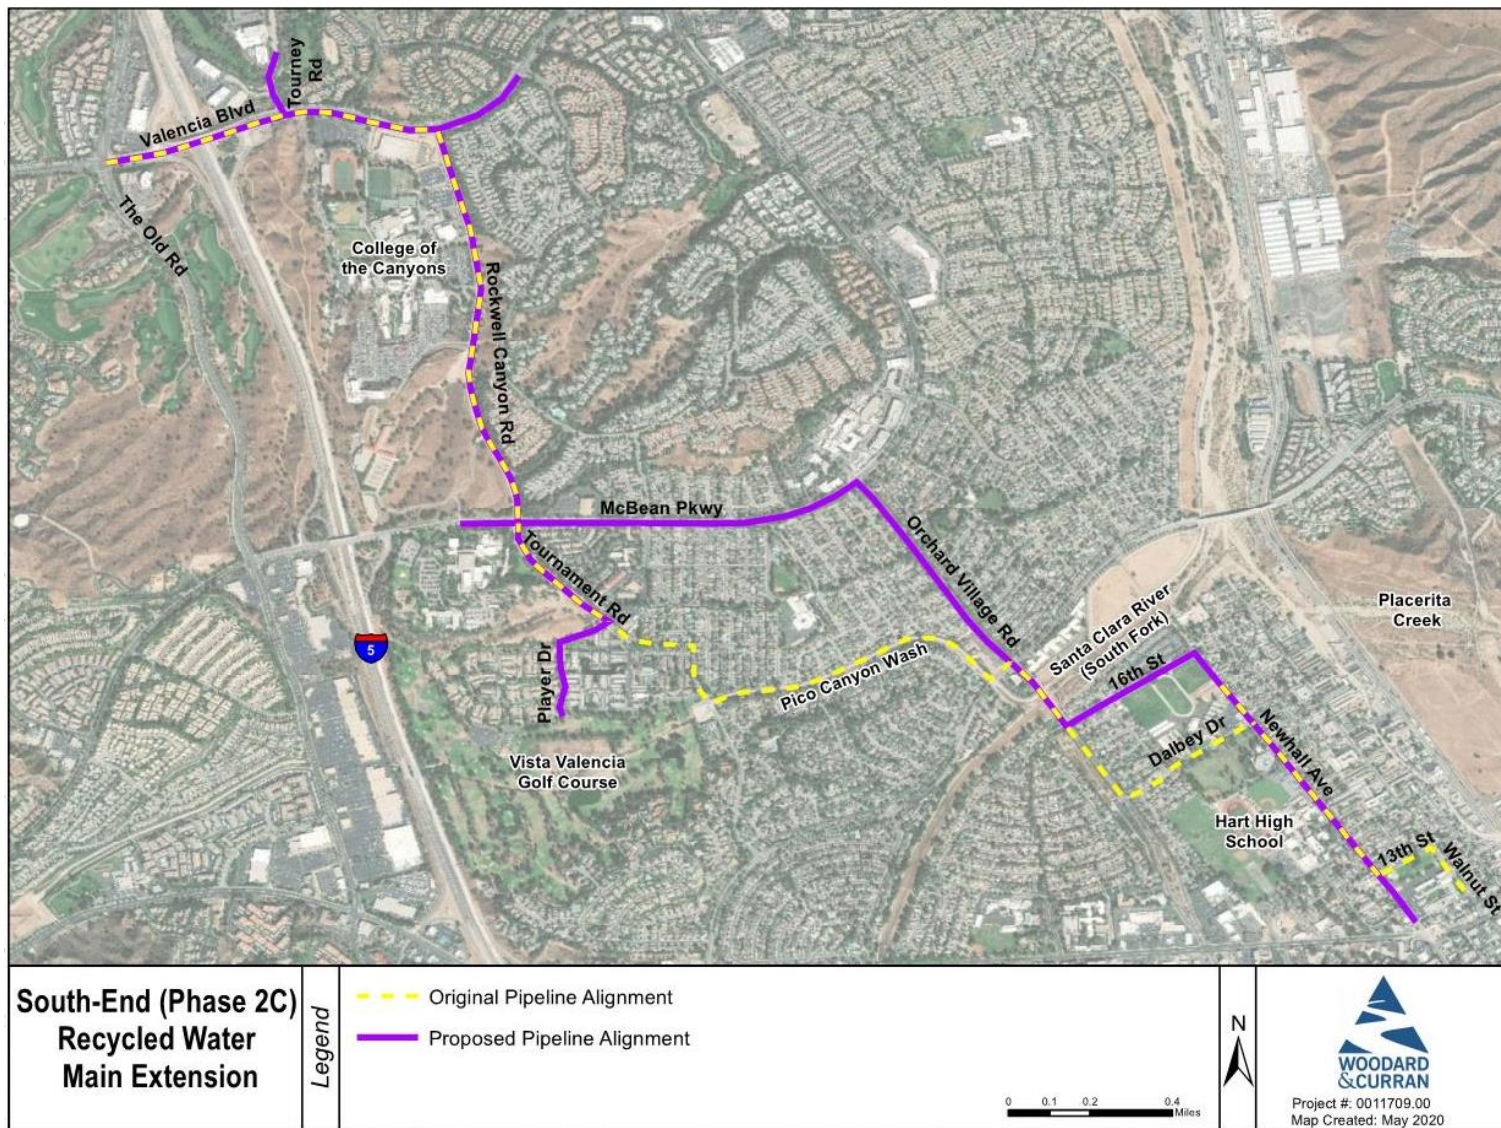 Tourney
Rd
Valencia Blvd
The Old Rd
College of
the Canyons
Rockwell Canyon Rd
McBean Pkwy
Orchard Village Rd
Tournament Rd
Santa Clara River
(South Fork)
Placerita
Creek
5
Player Dr
Pico Canyon Wash
16th St
Dalbey Dr
Newhall Ave
Vista Valencia
Golf Course
Hart High
School
13th St
Walnut St
South-End (Phase 2C)
Recycled Water
Main Extension
Legend
Original Pipeline Alignment
Proposed Pipeline Alignment
0 0.1 0.2 0.4
Miles
N
WOODARD
&CURRAN
Project #: 0011709.00
Map Created: May 2020